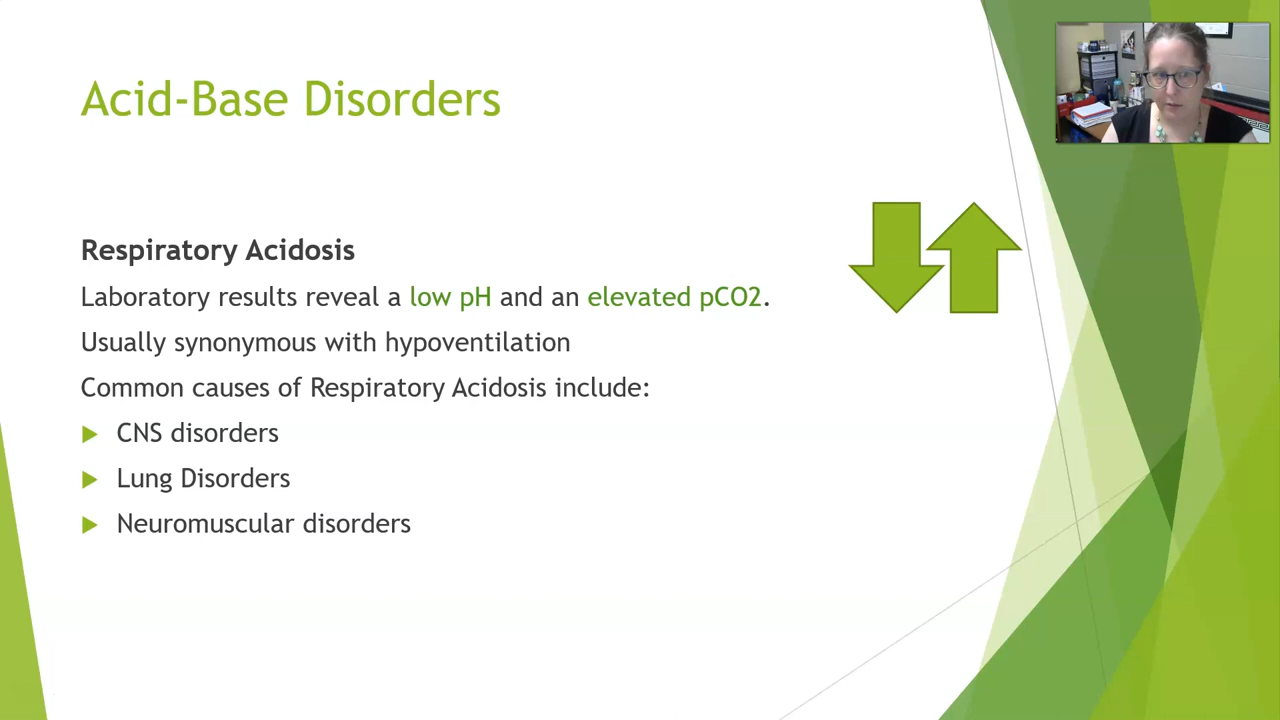 Acid-Base Disorders
Respiratory Acidosis
Laboratory results reveal a low pH and an elevated pCO2.
Usually synonymous with hypoventilation
Common causes of Respiratory Acidosis include:
CNS disorders
Lung Disorders
Neuromuscular disorders